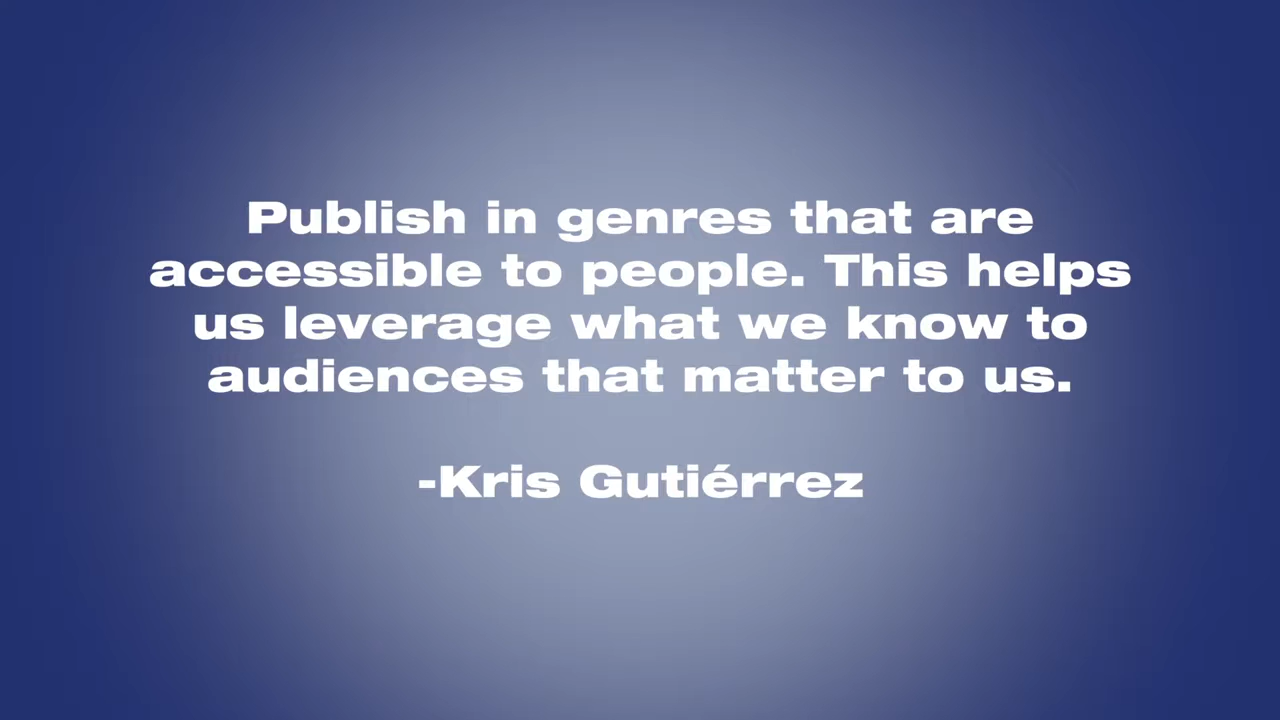 Publish in genres that are
accessible to people. This helps
us leverage what we know to
audiences that matter to us.
-Kris Gutiérrez